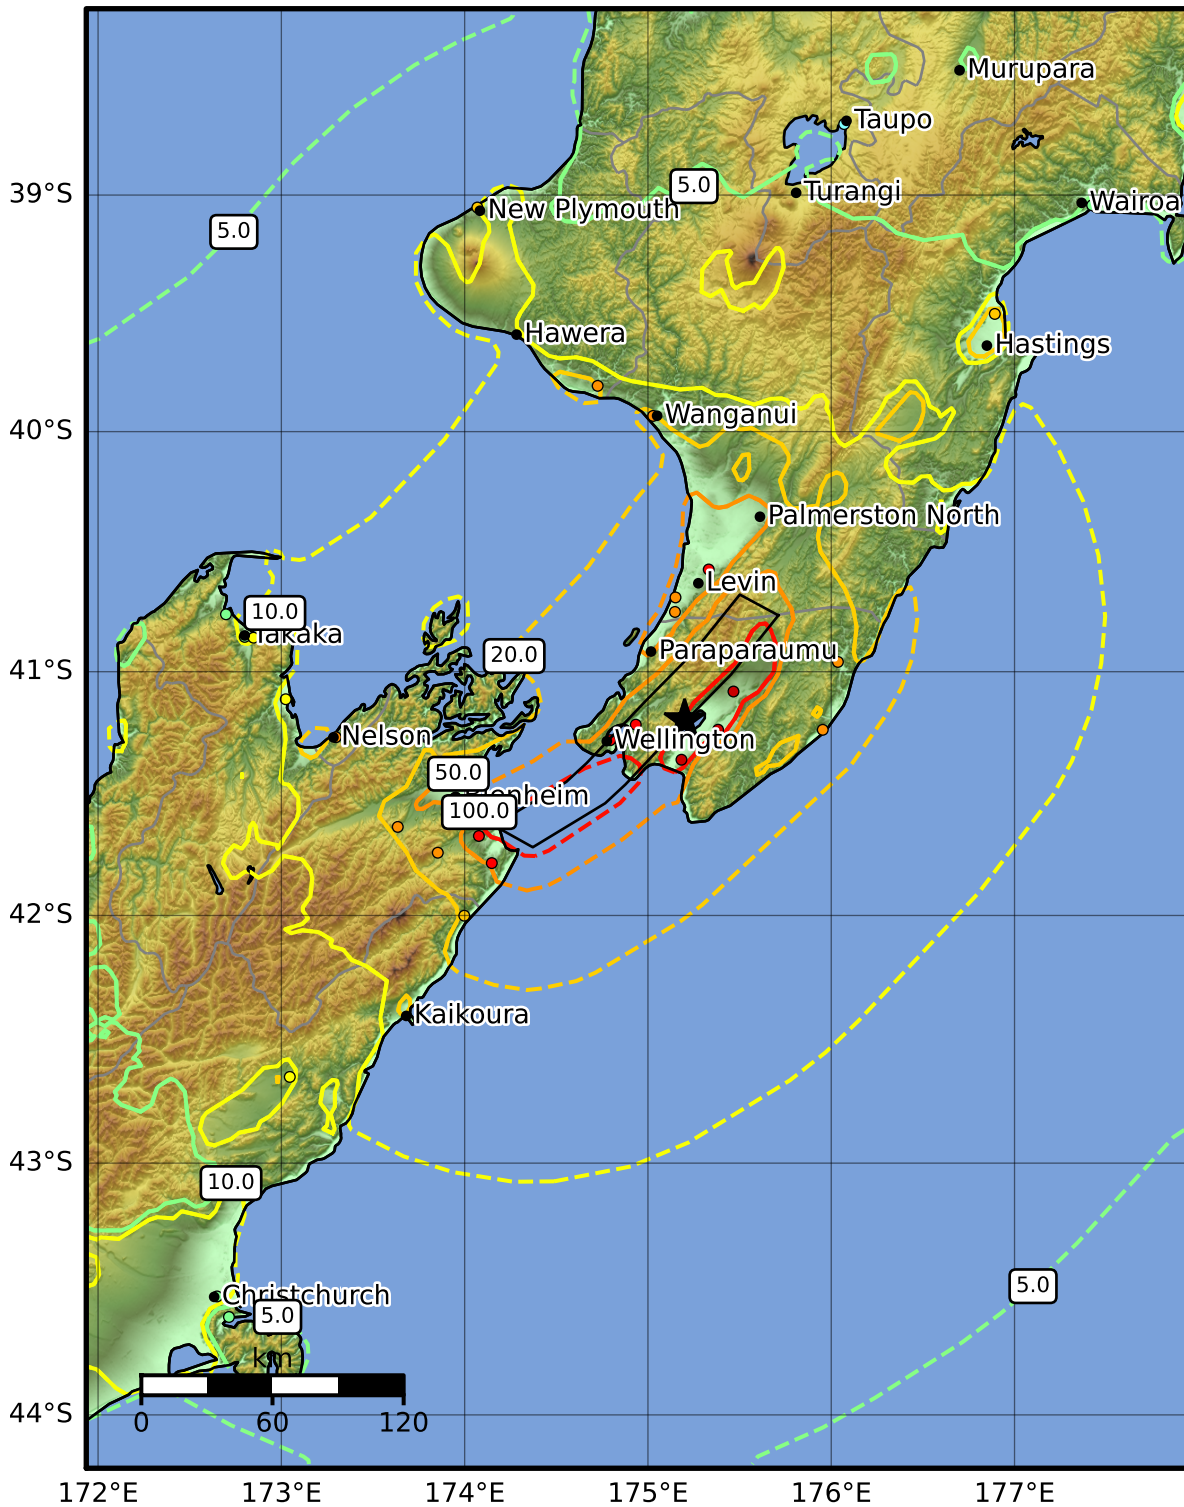 Murupara
Taupo
5.0
Turangi
39°S
Wairoa
New Plymouth
5.0
Hawera
Hastings
Wanganui
40°S
Palmerston North
Levin
10.0
Takaka
Paraparaumu
20.0
41°S
Nelson
Wellington
50.0
100.0
42°S
Kaikoura
43°S
10.0
5.0
Christchurch
5.0
km
0 60 120
44°S
172°E 173°E 174°E 175°E 176°E 177°E